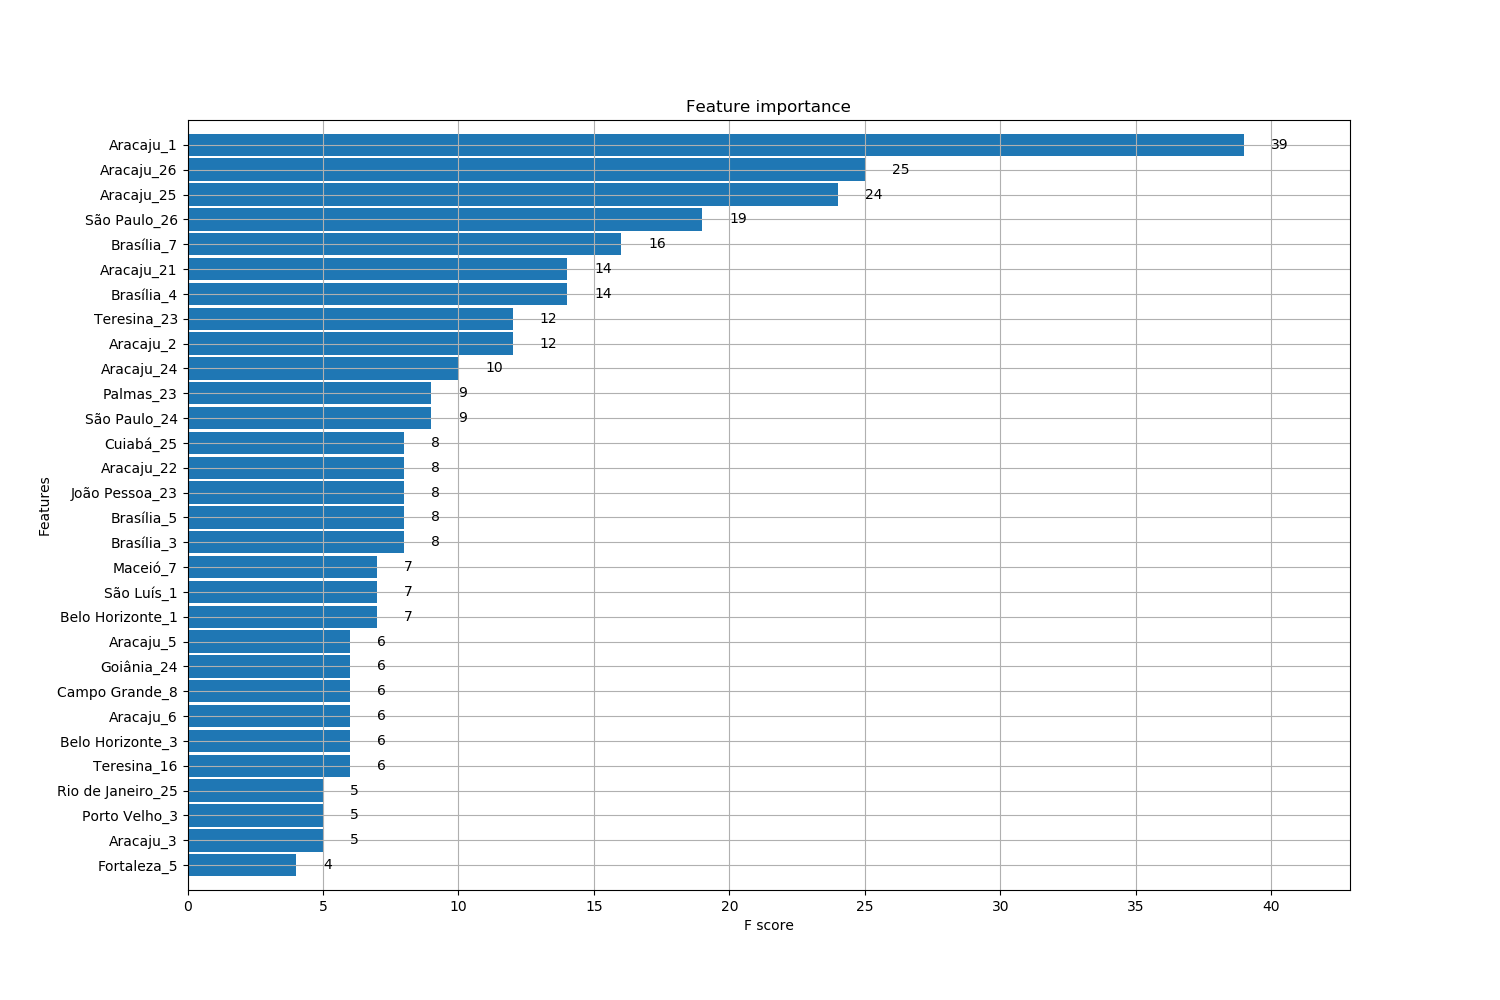 Feature importance
Aracaju_1 39
Aracaju_26 25
Aracaju_25 24
São Paulo_26 19
Brasília_7 16
Aracaju_21 14
Brasília_4 14
Teresina_23 12
Aracaju_2 12
Aracaju_24 10
Palmas_23 9
São Paulo_24 9
Cuiabá_25 8
Aracaju_22 8
João Pessoa_23 8
Brasília_5 8
Brasília_3 8
Maceió_7 7
São Luís_1 7
Belo Horizonte_1 7
Aracaju_5 6
Goiânia_24 6
Campo Grande_8 6
Aracaju_6 6
Belo Horizonte_3 6
Teresina_16 6
Rio de Janeiro_25 5
Porto Velho_3 5
Aracaju_3 5
Fortaleza_5 4
Features
0 5 10 15 20 25 30 35 40
F score